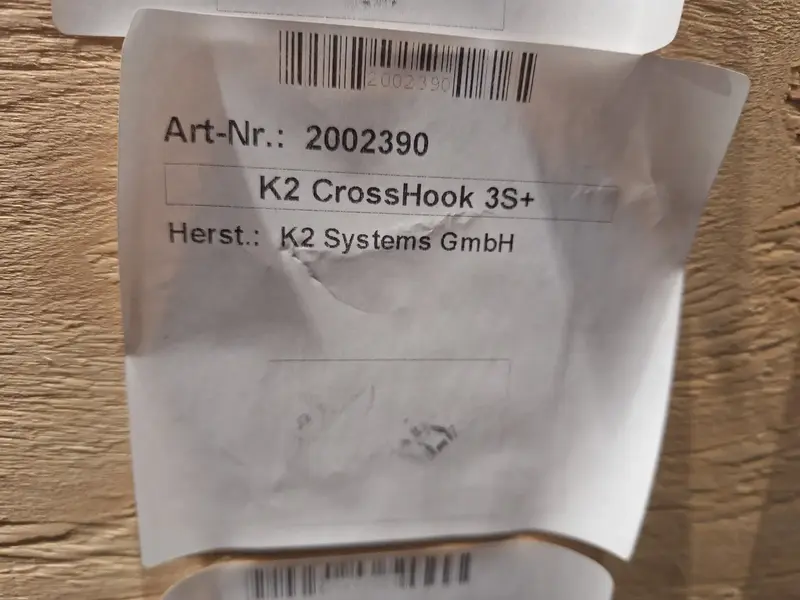 2002390
Art-Nr.: 2002390
K2 CrossHook 3S+
Herst.: K2 Systems GmbH